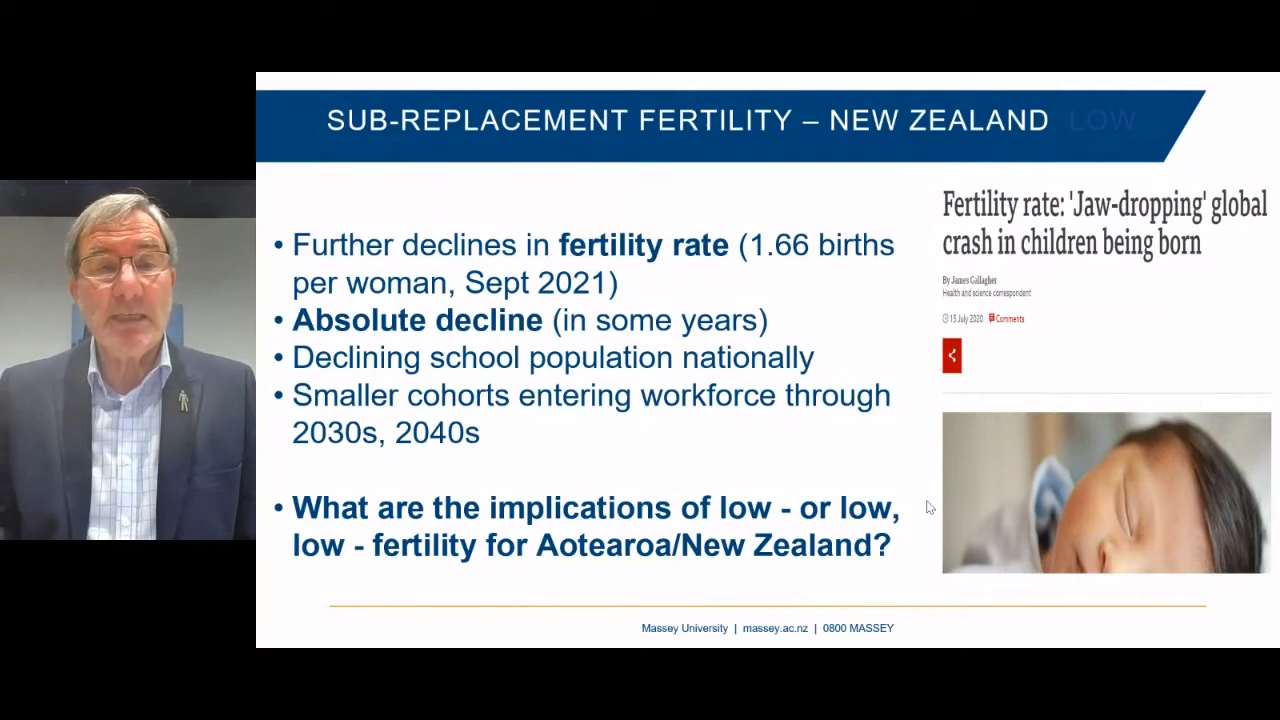 SUB-REPLACEMENT FERTILITY – NEW ZEALAND LOW
• Further declines in fertility rate (1.66 births
per woman, Sept 2021)
• Absolute decline (in some years)
• Declining school population nationally
• Smaller cohorts entering workforce through
2030s, 2040s
• What are the implications of low - or low,
low - fertility for Aotearoa/New Zealand?
Fertility rate: 'Jaw-dropping' global
crash in children being born
By James Gallagher
Health and science correspondent
15 July 2020 Comments
Massey University | massey.ac.nz | 0800 MASSEY